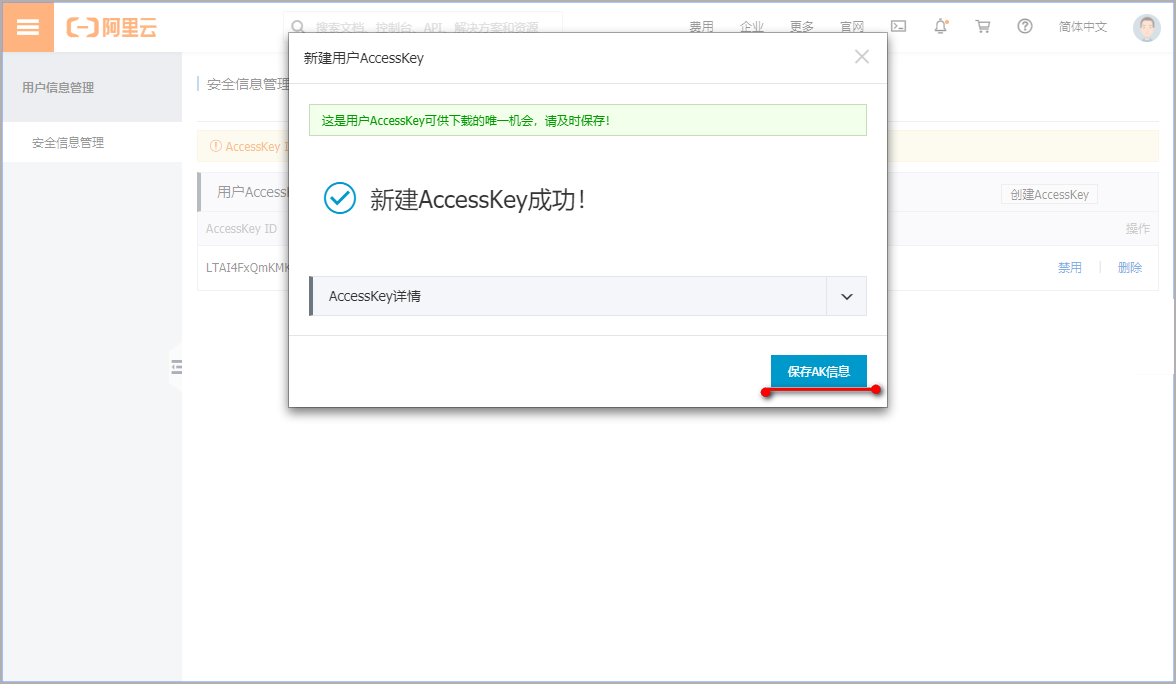 阿里云
搜索文档、控制台、API、解决方案和资源
费用
企业
更多
官网
简体中文
用户信息管理
安全信息管理
安全信息管理
新建用户AccessKey
这是用户AccessKey可供下载的唯一机会，请及时保存！
新建AccessKey成功！
AccessKey详情
保存AK信息
AccessKey I
用户Access
创建AccessKey
AccessKey ID
操作
LTAI4FxQmKMK
禁用
删除